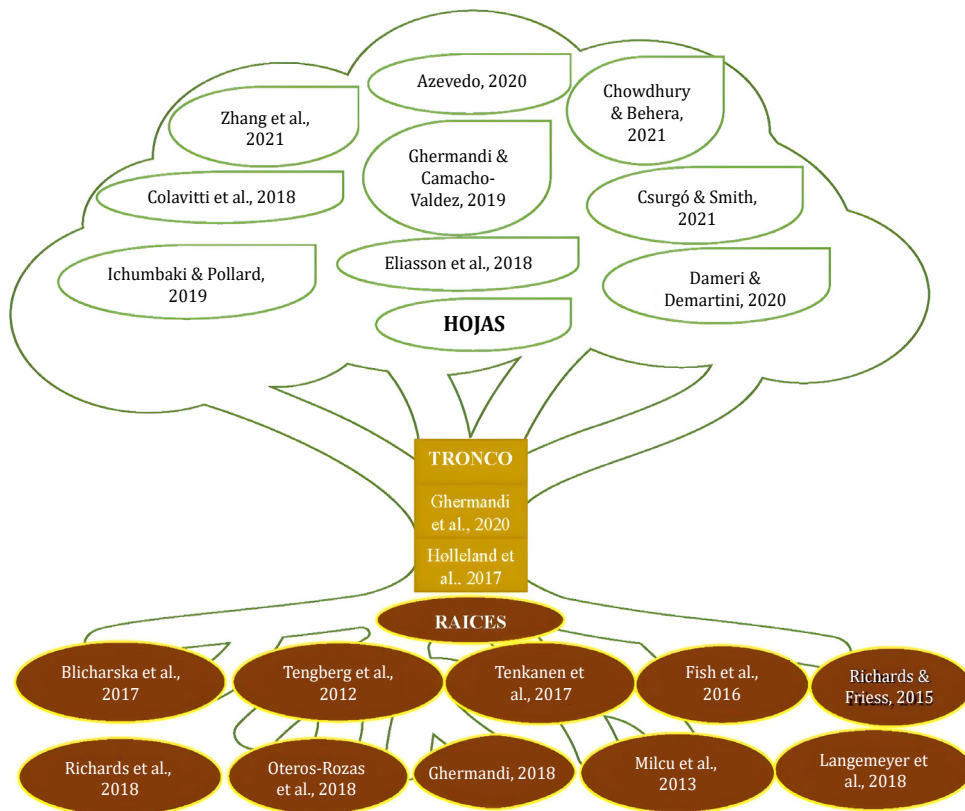 Azevedo, 2020
Chowdhury
& Behera,
2021
Zhang et al.,
2021
Ghermandi &
Camacho-
Valdez, 2019
Colavitti et al., 2018
Csurgó & Smith,
2021
Eliasson et al., 2018
Ichumbaki & Pollard,
2019
Dameri &
Demartini, 2020
HOJAS
TRONCO
Ghermandi
et al., 2020
Hølleland et
al., 2017
RAICES
Blicharska et al.,
2017
Tengberg et al.,
2012
Tenkanen et
al., 2017
Fish et al.,
2016
Richards &
Friess, 2015
Richards et al.,
2018
Oteros-Rozas
et al., 2018
Ghermandi, 2018
Milcu et al.,
2013
Langemeyer
et al., 2018